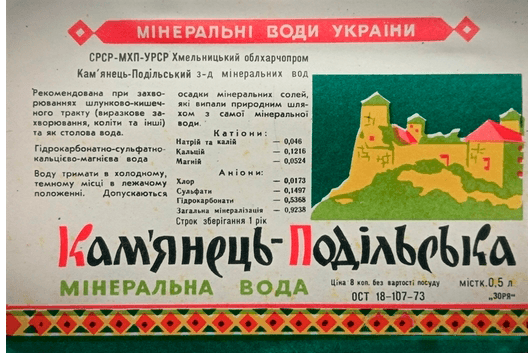 МІНЕРАЛЬНІ ВОДИ УКРАЇНИ
СРСР-МХП-УРСР Хмельницький облхарчопром
Кам'янець-Подільський з-д мінеральних вод
Рекомендована при захво-
рюваннях шлунково-кишеч-
ного тракту (виразкове за-
хворювання, коліти та інші)
та як столова вода.
Гідрокарбонатно-сульфатно-
кальцієво-магнієва вода
Воду тримати в холодному,
темному місці в лежачому
положенні. Допускаються
осадки мінеральних солей,
які випали природним шля-
хом з самої мінеральної
води.
Катіони:
Натрій та калій — 0,046
Кальцій — 0,1216
Магній — 0,0524
Аніони:
Хлор — 0,0173
Сульфати — 0,1497
Гідрокарбонати — 0,5368
Загальна мінералізація — 0,9238
Строк зберігання 1 рік
Кам'янець-Подільська
МІНЕРАЛЬНА ВОДА
Ціна 8 коп. без вартості посуду
містк. 0,5 л
ОСТ 18-107-73
„ЗОРЯ"